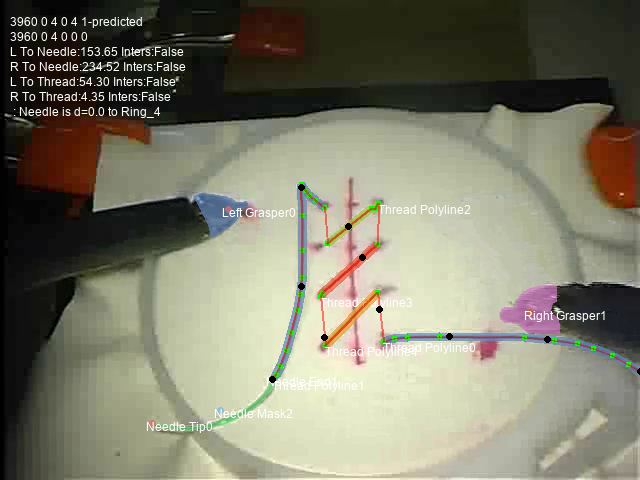 3960 0 4 0 4 1-predicted
3960 0 4 0 0 0
L To Needle:153.65 Inters:False
R To Needle:234.52 Inters:False
L To Thread:54.30 Inters:False
R To Thread:4.35 Inters:False
: Needle is d=0.0 to Ring_4
Left Grasper0
Thread Polyline2
Thread Polyline3
Right Grasper1
Thread Polyline0
Thread Polyline1
Needle Mask2
Needle Tip0